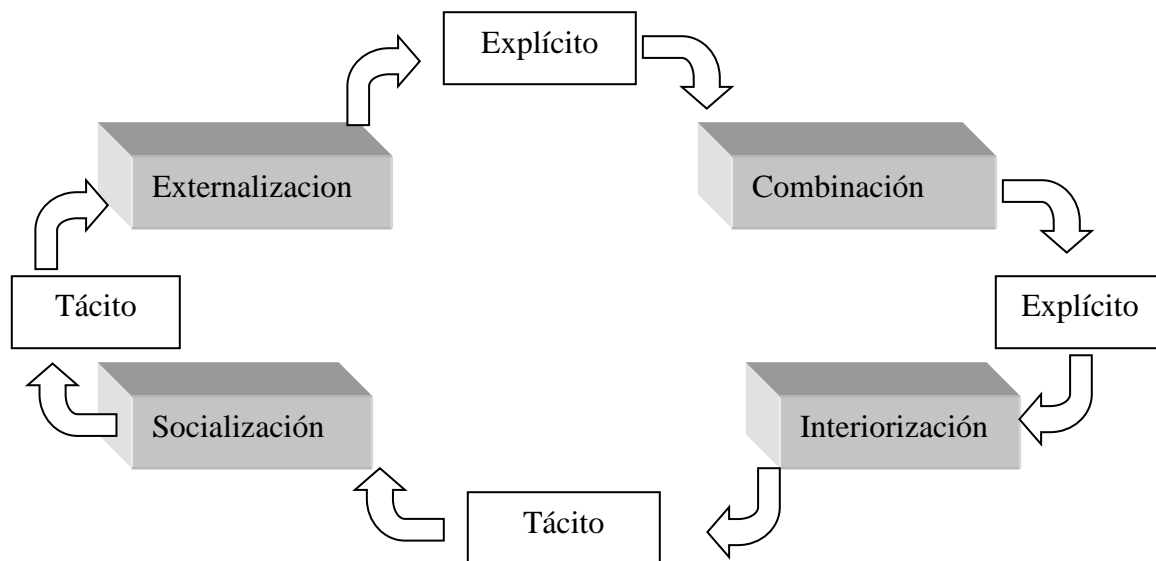 Explícito
Externalizacion
Combinación
Tácito
Explícito
Socialización
Interiorización
Tácito